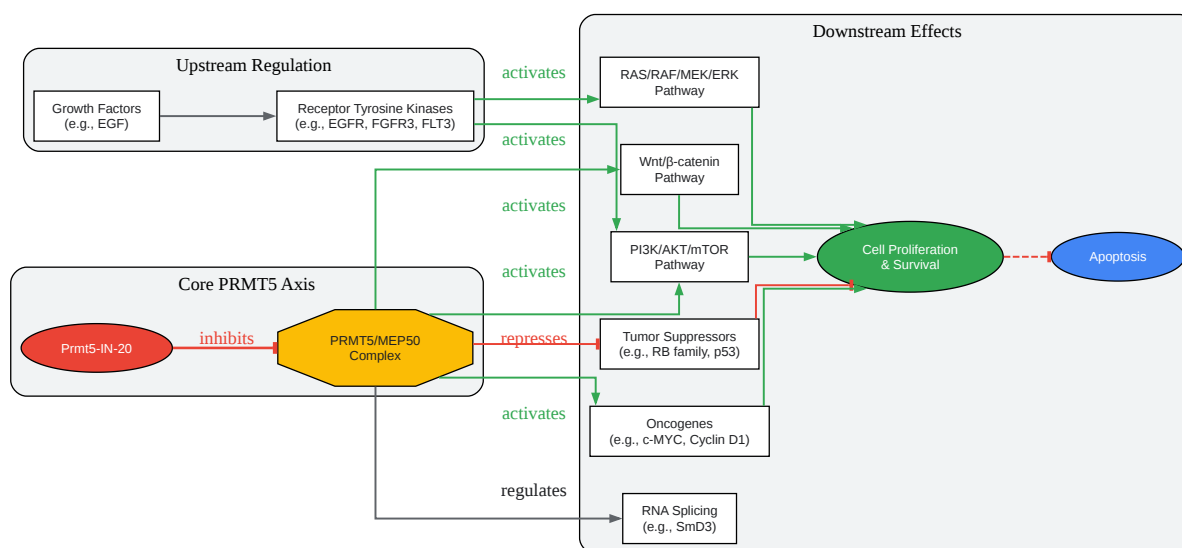 Upstream Regulation
Growth Factors
(e.g., EGF)
Receptor Tyrosine Kinases
(e.g., EGFR, FGFR3, FLT3)
activates
activates
activates
activates
Core PRMT5 Axis
Prmt5-IN-20
inhibits
PRMT5/MEP50
Complex
represses
activates
regulates
Downstream Effects
RAS/RAF/MEK/ERK
Pathway
Wnt/β-catenin
Pathway
PI3K/AKT/mTOR
Pathway
Tumor Suppressors
(e.g., RB family, p53)
Oncogenes
(e.g., c-MYC, Cyclin D1)
RNA Splicing
(e.g., SmD3)
Cell Proliferation
& Survival
Apoptosis